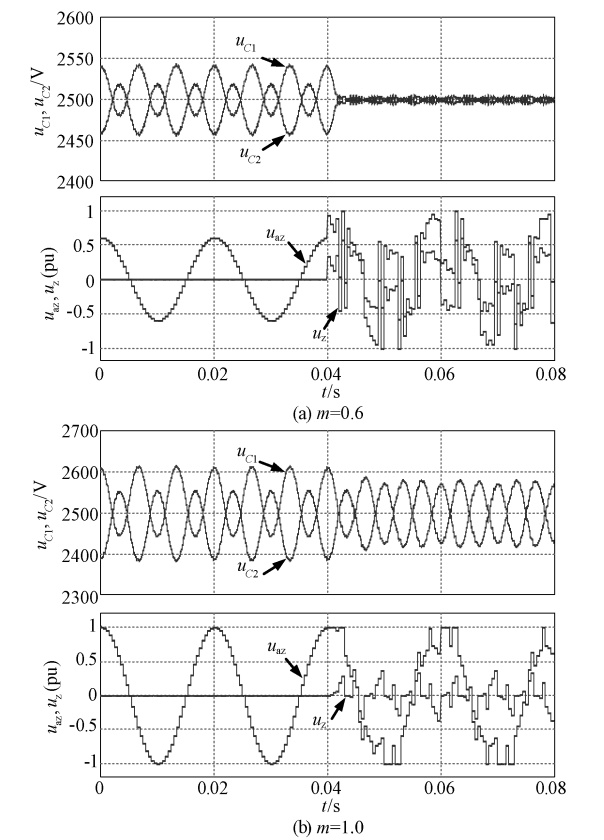 2600
2550
2500
2450
2400
uC1, uC2/V
uC1
uC2
1
0.5
0
-0.5
-1
uaz, uz (pu)
uaz
uz
0
0.02
0.04
0.06
0.08
t/s
(a) m=0.6
2700
2600
2500
2400
2300
uC1, uC2/V
uC1
uC2
1
0.5
0
-0.5
-1
uaz, uz (pu)
uaz
uz
0
0.02
0.04
0.06
0.08
t/s
(b) m=1.0